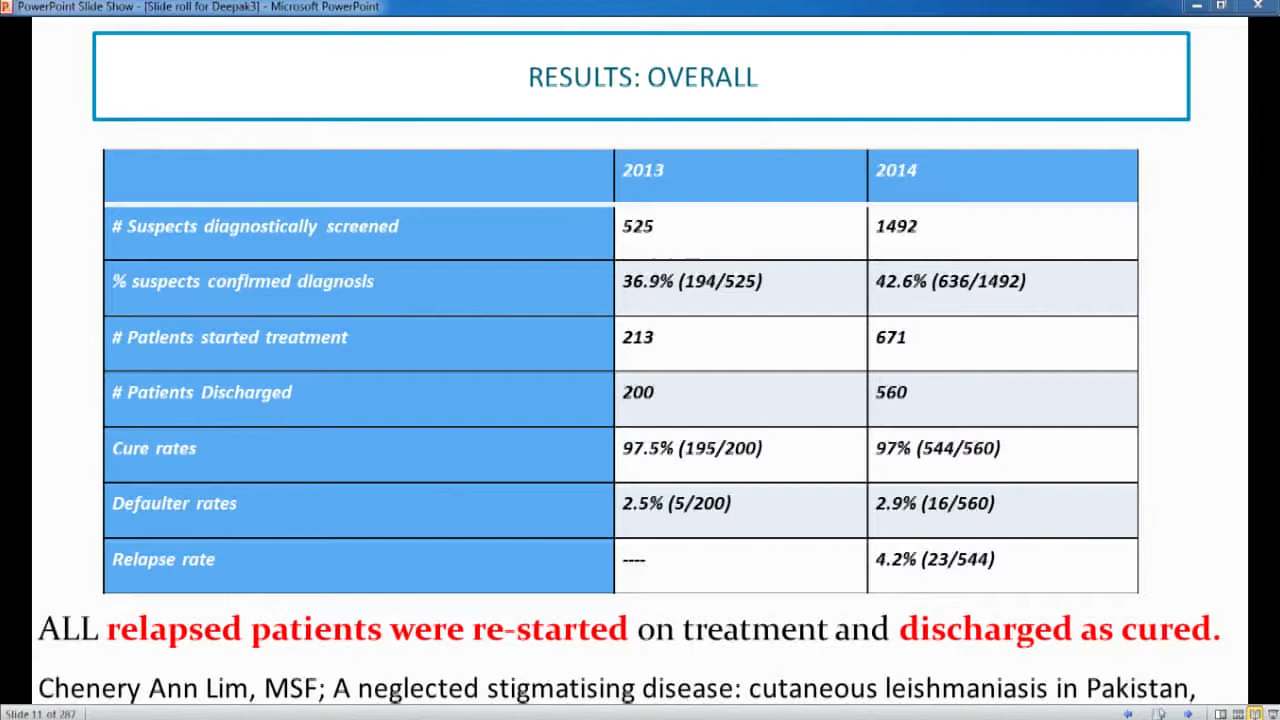 PowerPoint Slide Show - [Slide roll for Deepak3] - Microsoft PowerPoint
RESULTS: OVERALL
2013 2014
# Suspects diagnostically screened 525 1492
% suspects confirmed diagnosis 36.9% (194/525) 42.6% (636/1492)
# Patients started treatment 213 671
# Patients Discharged 200 560
Cure rates 97.5% (195/200) 97% (544/560)
Defaulter rates 2.5% (5/200) 2.9% (16/560)
Relapse rate ---- 4.2% (23/544)
ALL relapsed patients were re-started on treatment and discharged as cured.
Chenery Ann Lim, MSF; A neglected stigmatising disease: cutaneous leishmaniasis in Pakistan,
Slide 11 of 287